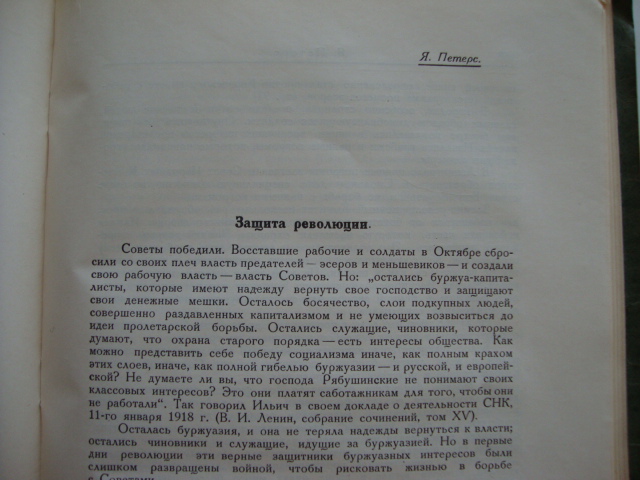 Я. Петерс.
Защита революции.
Советы победили. Восставшие рабочие и солдаты в Октябре сбро-
сили со своих плеч власть предателей — эсеров и меньшевиков — и создали
свою рабочую власть — власть Советов. Но: „остались буржуа-капита-
листы, которые имеют надежду вернуть свое господство и защищают
свои денежные мешки. Осталось босячество, слои подкупных людей,
совершенно раздавленных капитализмом и не умеющих возвыситься до
идеи пролетарской борьбы. Остались служащие, чиновники, которые
думают, что охрана старого порядка — есть интересы общества. Как
можно представить себе победу социализма иначе, как полным крахом
этих слоев, иначе, как полной гибелью буржуазии — и русской, и европей-
ской? Не думаете ли вы, что господа Рябушинские не понимают своих
классовых интересов? Это они платят саботажникам для того, чтобы они
не работали“. Так говорил Ильич в своем докладе о деятельности СНК,
11-го января 1918 г. (В. И. Ленин, собрание сочинений, том XV).
Осталась буржуазия, и она не теряла надежды вернуться к власти;
остались чиновники и служащие, идущие за буржуазией. Но в первые
дни революции эти верные защитники буржуазных интересов были
слишком развращены войной, чтобы рисковать жизнью в борьбе
с Советами